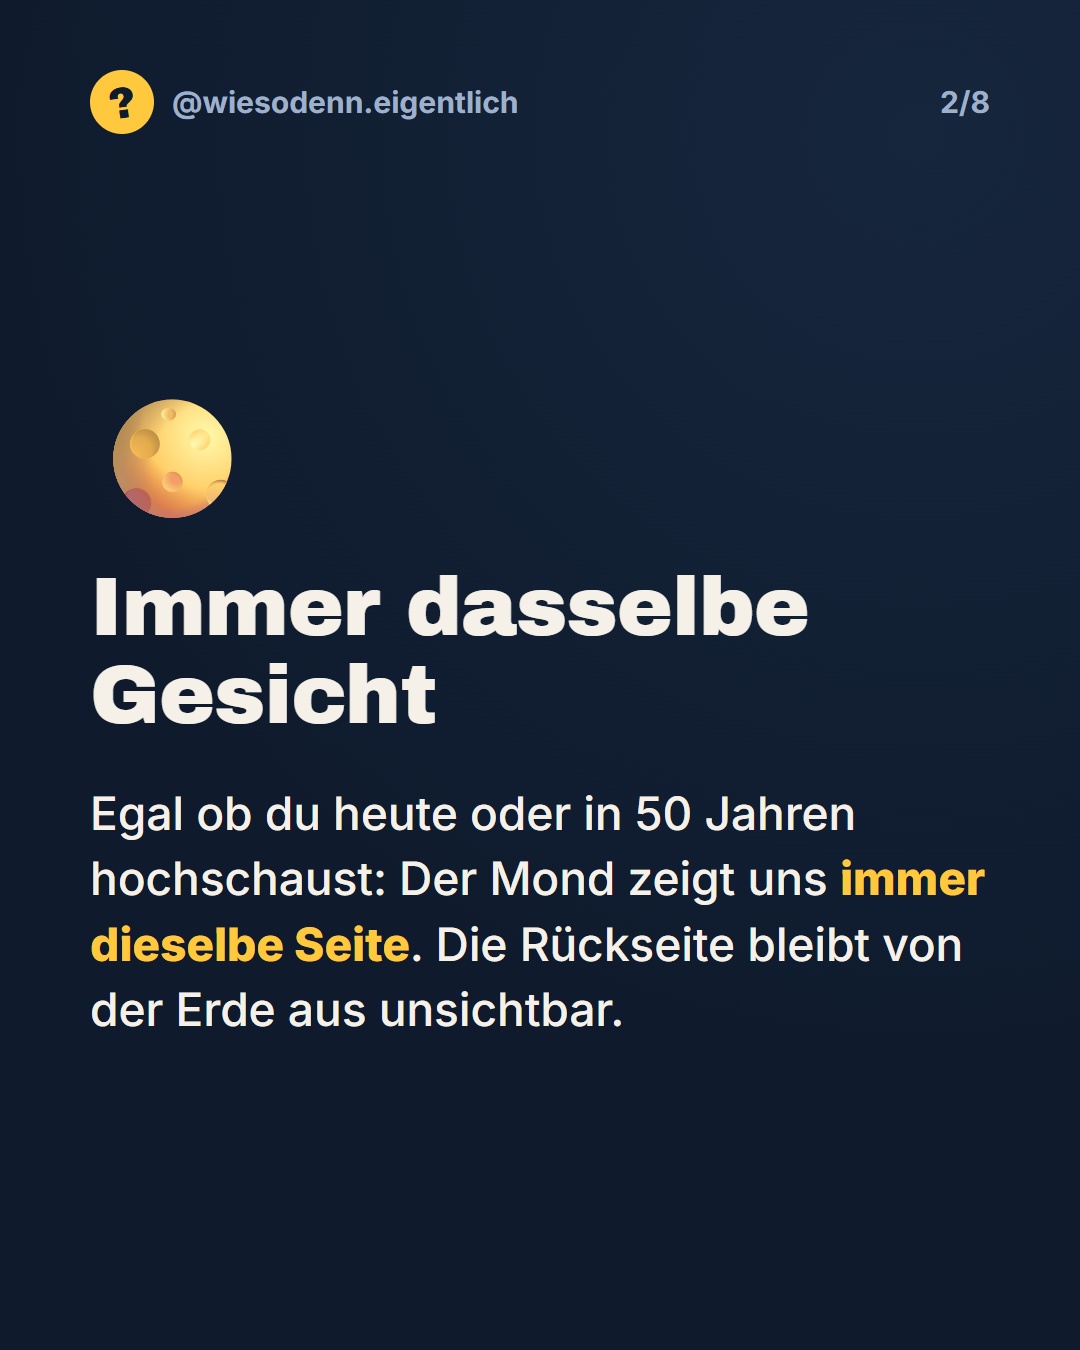 ?
@wiesodenn.eigentlich
2/8
Immer dasselbe
Gesicht
Egal ob du heute oder in 50 Jahren
hochschaust: Der Mond zeigt uns immer
dieselbe Seite. Die Rückseite bleibt von
der Erde aus unsichtbar.